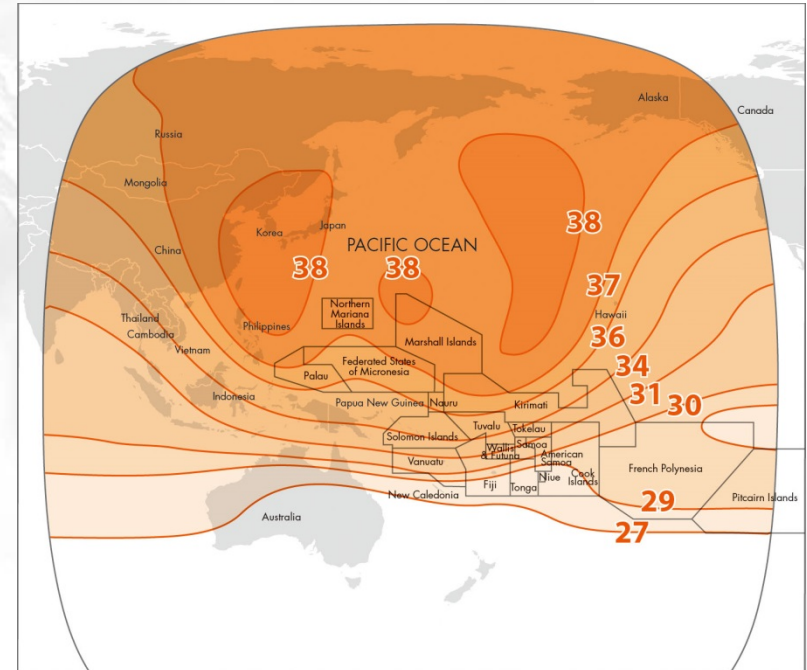 Alaska
Canada
Russia
Mongolia
Korea
Japan
38
PACIFIC OCEAN
China
38
38
37
Northern
Mariana
Islands
Hawaii
Thailand
Philippines
36
Cambodia
Marshall Islands
Vietnam
Federated States
of Micronesia
34
Palau
Indonesia
31
Papua New Guinea
Nauru
Kirimati
30
Tuvalu
Tokelau
Solomon Islands
Wallis
& Futuna
Samoa
American
Samoa
Vanuatu
French Polynesia
Niue
Cook
Islands
Fiji
Tonga
New Caledonia
29
Pitcairn Islands
Australia
27